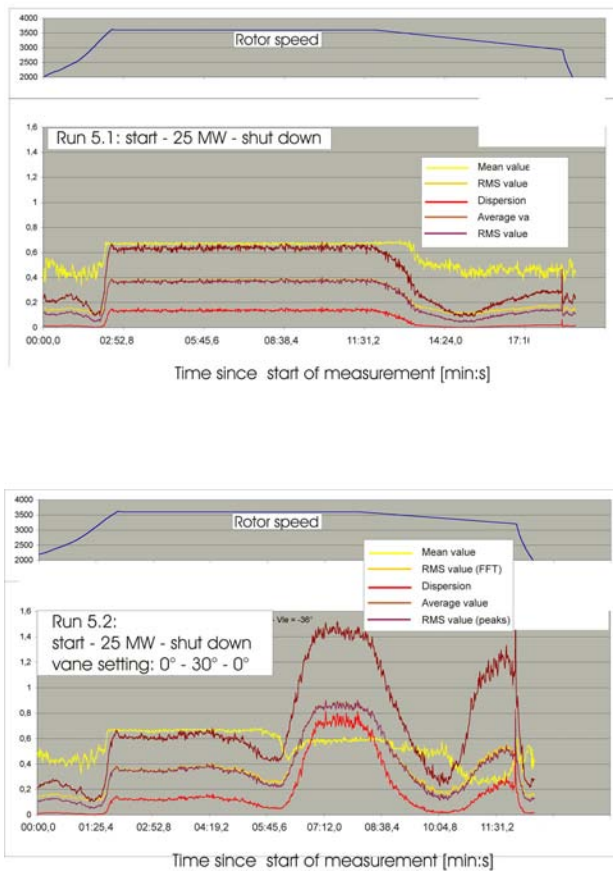 4000
3500
3000
2500
2000
Rotor speed
1,6
1,4
1,2
1
0,8
0,6
0,4
0,2
0
Run 5.1: start - 25 MW - shut down
Mean value
RMS value
Dispersion
Average va
RMS value
00:00,0 02:52,8 05:45,6 08:38,4 11:31,2 14:24,0 17:1
Time since start of measurement [min:s]
4000
3500
3000
2500
2000
Rotor speed
Mean value
RMS value (FFT)
Dispersion
Average value
RMS value (peaks)
1,6
1,4
1,2
1
0,8
0,6
0,4
0,2
0
Run 5.2:
start - 25 MW - shut down
vane setting: 0° - 30° - 0°
- Vle = -36°
00:00,0 01:25,4 02:52,8 04:19,2 05:45,6 07:12,0 08:38,4 10:04,8 11:31,2
Time since start of measurement [min:s]